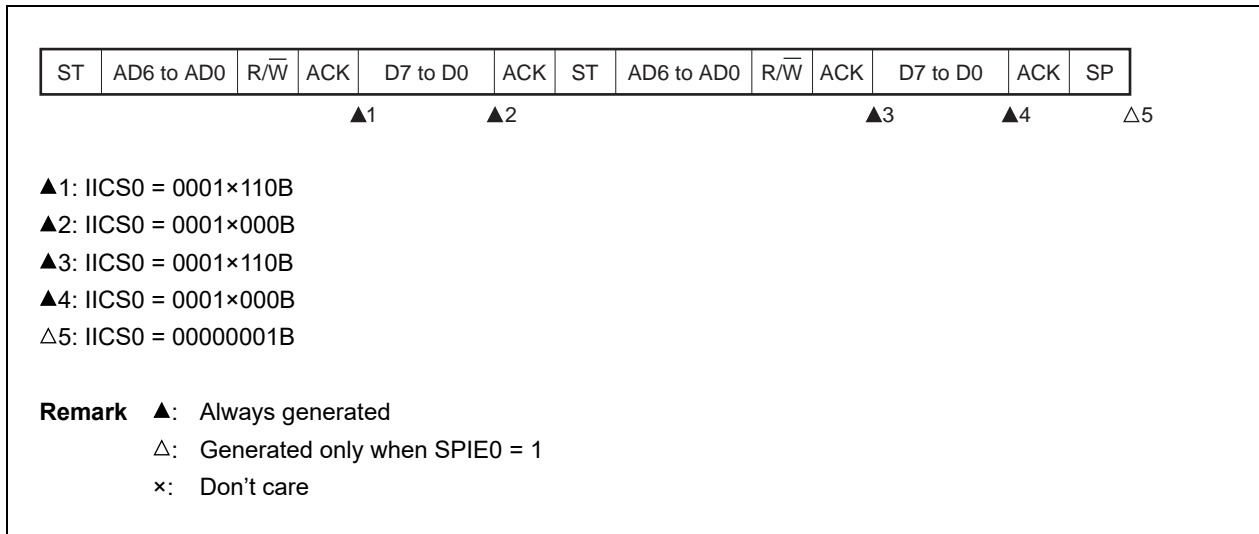 ST AD6 to AD0 R/W̅ ACK D7 to D0 ACK ST AD6 to AD0 R/W̅ ACK D7 to D0 ACK SP
▲1 ▲2 ▲3 ▲4 △5
▲1: IICS0 = 0001×110B
▲2: IICS0 = 0001×000B
▲3: IICS0 = 0001×110B
▲4: IICS0 = 0001×000B
△5: IICS0 = 00000001B
Remark ▲: Always generated
△: Generated only when SPIE0 = 1
×: Don't care